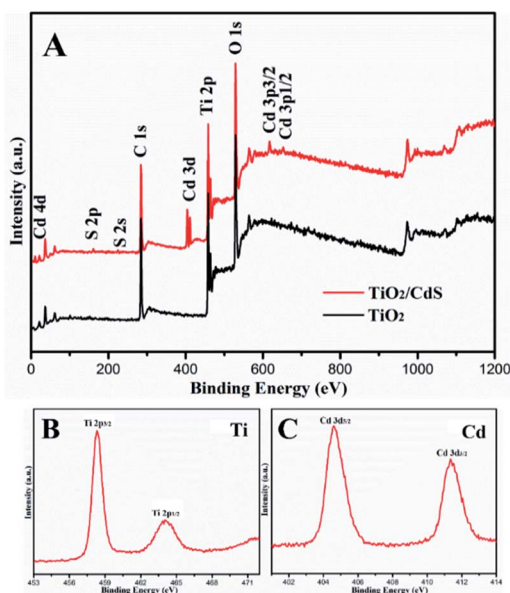 A
Intensity (a.u.)
Cd 4d
S 2p
S 2s
C 1s
Cd 3d
Ti 2p
O 1s
Cd 3p3/2
Cd 3p1/2
TiO2/CdS
TiO2
0 200 400 600 800 1000 1200
Binding Energy (eV)
B
Ti 2p3/2
Ti
Ti 2p1/2
Intensity (a.u.)
453 456 459 462 465 468 471
Binding Energy (eV)
C
Cd 3d5/2
Cd
Cd 3d3/2
Intensity (a.u.)
402 404 406 408 410 412 414
Binding Energy (eV)